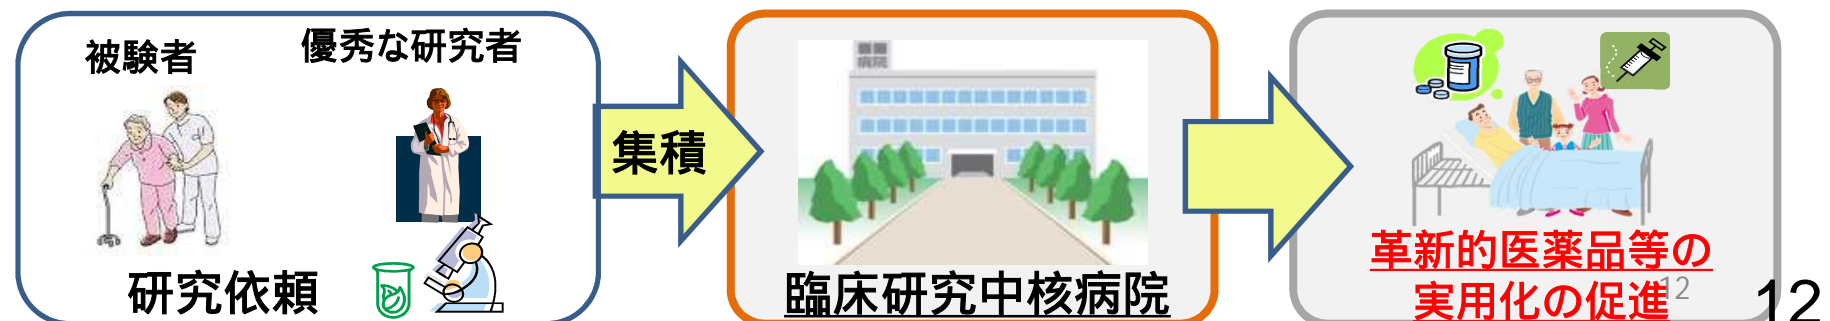 被験者
優秀な研究者
研究依頼
集積
病院
臨床研究中核病院
革新的医薬品等の
実用化の促進
12
12